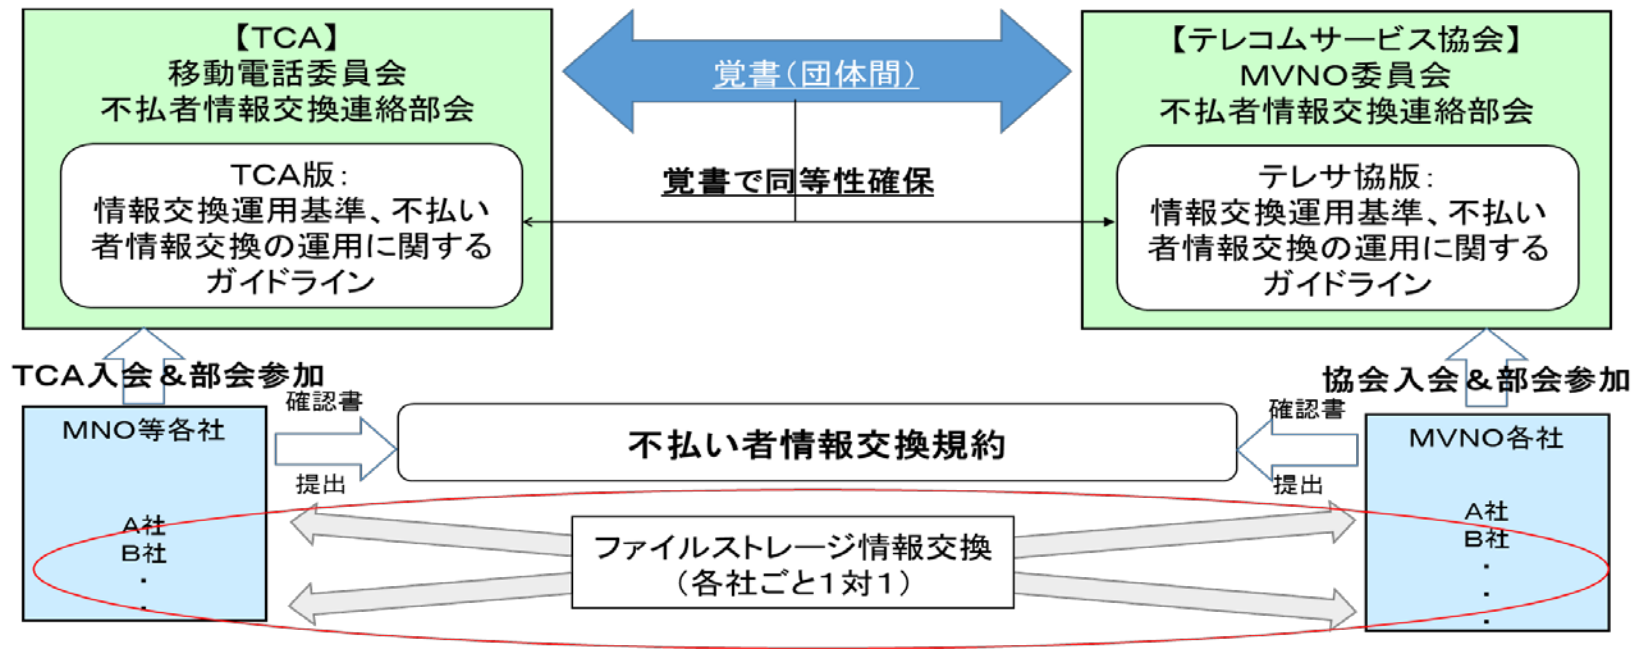 【TCA】
移動電話委員会
不払者情報交換連絡部会
TCA版：
情報交換運用基準、不払い
者情報交換の運用に関する
ガイドライン
覚書（団体間）
覚書で同等性確保
【テレコムサービス協会】
MVNO委員会
不払者情報交換連絡部会
テレサ協版：
情報交換運用基準、不払い
者情報交換の運用に関する
ガイドライン
TCA入会＆部会参加
協会入会＆部会参加
MNO等各社
A社
B社
・
・
確認書
提出
不払い者情報交換規約
確認書
提出
ファイルストレージ情報交換
（各社ごと１対１）
MVNO各社
A社
B社
・
・
・